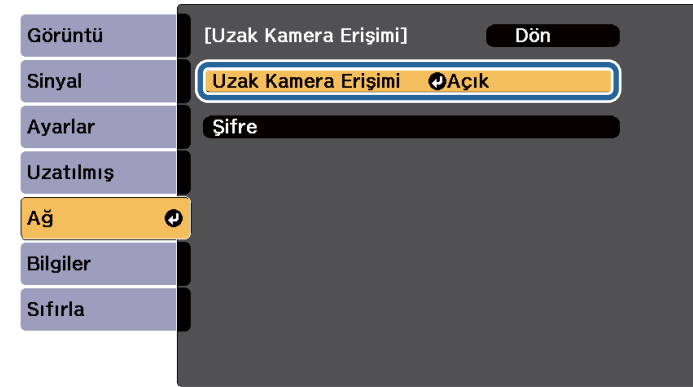 Görüntü
Sinyal
Ayarlar
Uzatılmış
Ağ
Bilgiler
Sıfırla
[Uzak Kamera Erişimi] Dön
Uzak Kamera Erişimi Açık
Şifre